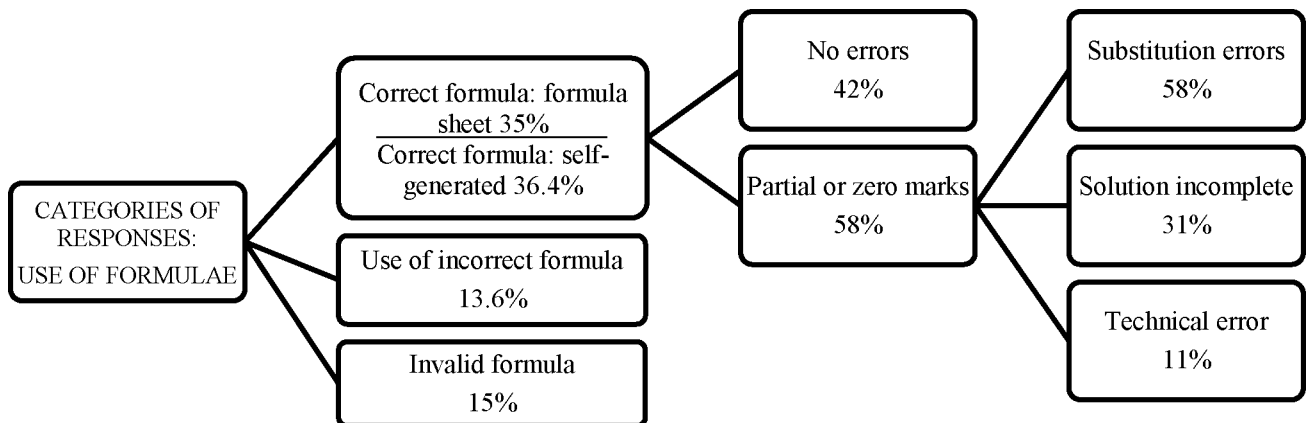 CATEGORIES OF
RESPONSES:
USE OF FORMULAE
Correct formula: formula
sheet 35%
Correct formula: self-
generated 36.4%
Use of incorrect formula
13.6%
Invalid formula
15%
No errors
42%
Partial or zero marks
58%
Substitution errors
58%
Solution incomplete
31%
Technical error
11%